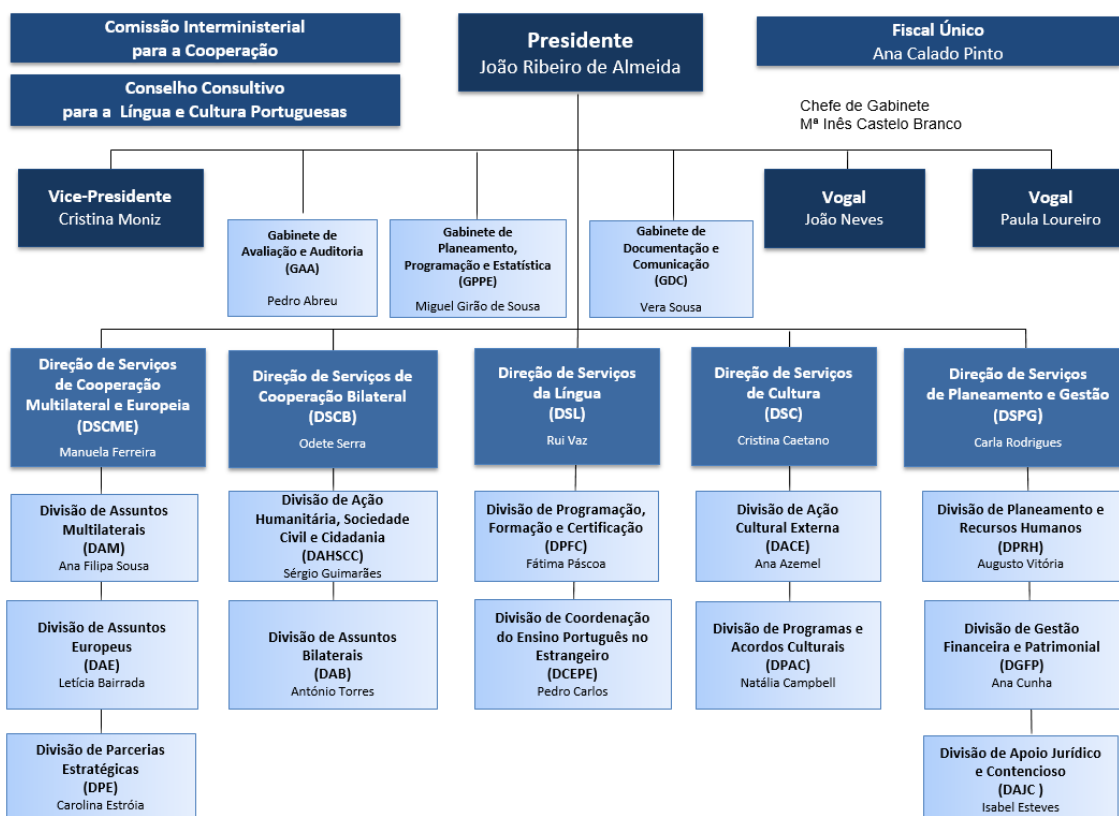 Comissão Interministerial
para a Cooperação
Conselho Consultivo
para a Língua e Cultura Portuguesas
Presidente
João Ribeiro de Almeida
Fiscal Único
Ana Calado Pinto
Chefe de Gabinete
Mª Inês Castelo Branco
Vice-Presidente
Cristina Moniz
Gabinete de
Avaliação e Auditoria
(GAA)
Pedro Abreu
Gabinete de
Planeamento,
Programação e Estatística
(GPPE)
Miguel Girão de Sousa
Gabinete de
Documentação e
Comunicação
(GDC)
Vera Sousa
Vogal
João Neves
Vogal
Paula Loureiro
Direção de Serviços
de Cooperação
Multilateral e Europeia
(DSCME)
Manuela Ferreira
Direção de Serviços de
Cooperação Bilateral
(DSCB)
Odete Serra
Direção de Serviços
da Língua
(DSL)
Rui Vaz
Direção de Serviços
de Cultura
(DSC)
Cristina Caetano
Direção de Serviços
de Planeamento e Gestão
(DSPG)
Carla Rodrigues
Divisão de Assuntos
Multilaterais
(DAM)
Ana Filipa Sousa
Divisão de Ação
Humanitária, Sociedade
Civil e Cidadania
(DAHSCC)
Sérgio Guimarães
Divisão de Programação,
Formação e Certificação
(DPFC)
Fátima Páscoa
Divisão de Ação
Cultural Externa
(DACE)
Ana Azemel
Divisão de Planeamento e
Recursos Humanos
(DPRH)
Augusto Vitória
Divisão de Assuntos
Europeus
(DAE)
Letícia Bairrada
Divisão de Assuntos
Bilaterais
(DAB)
António Torres
Divisão de Coordenação
do Ensino Português no
Estrangeiro
(DCEPE)
Pedro Carlos
Divisão de Programas e
Acordos Culturais
(DPAC)
Natália Campbell
Divisão de Gestão
Financeira e Patrimonial
(DGFP)
Ana Cunha
Divisão de Parcerias
Estratégicas
(DPE)
Carolina Estróia
Divisão de Apoio Jurídico
e Contencioso
(DAJC )
Isabel Esteves